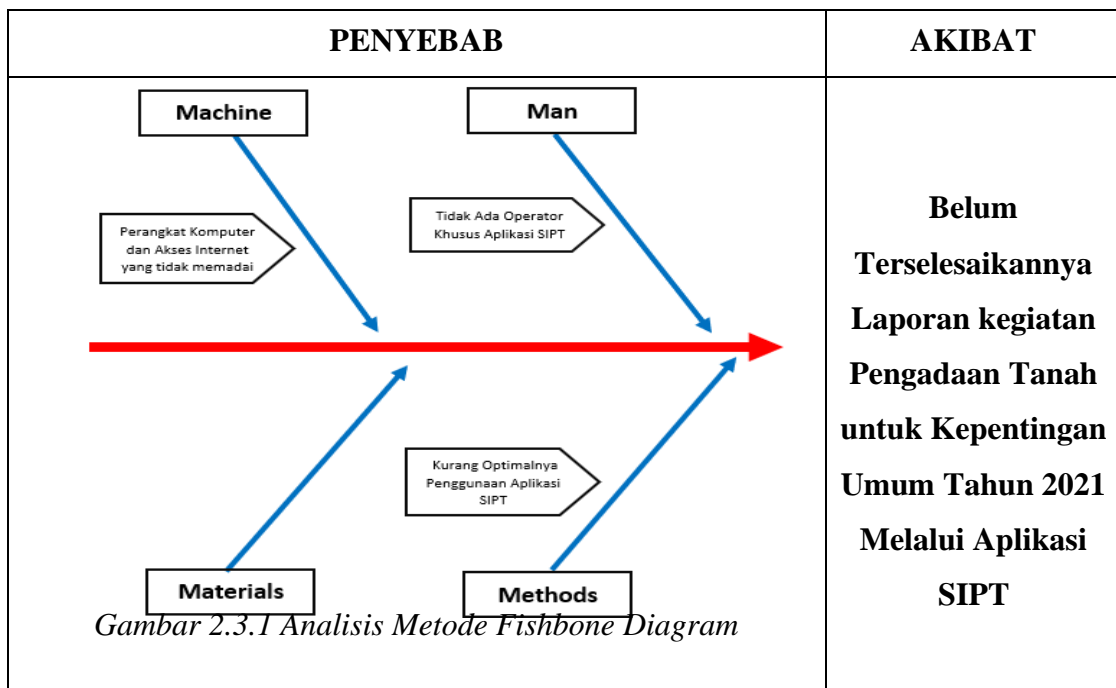 PENYEBAB
AKIBAT
Machine
Man
Perangkat Komputer
dan Akses Internet
yang tidak memadai
Tidak Ada Operator
Khusus Aplikasi SIPT
Kurang Optimalnya
Penggunaan Aplikasi
SIPT
Materials
Methods
Gambar 2.3.1 Analisis Metode Fishbone Diagram
Belum
Terselesaikannya
Laporan kegiatan
Pengadaan Tanah
untuk Kepentingan
Umum Tahun 2021
Melalui Aplikasi
SIPT